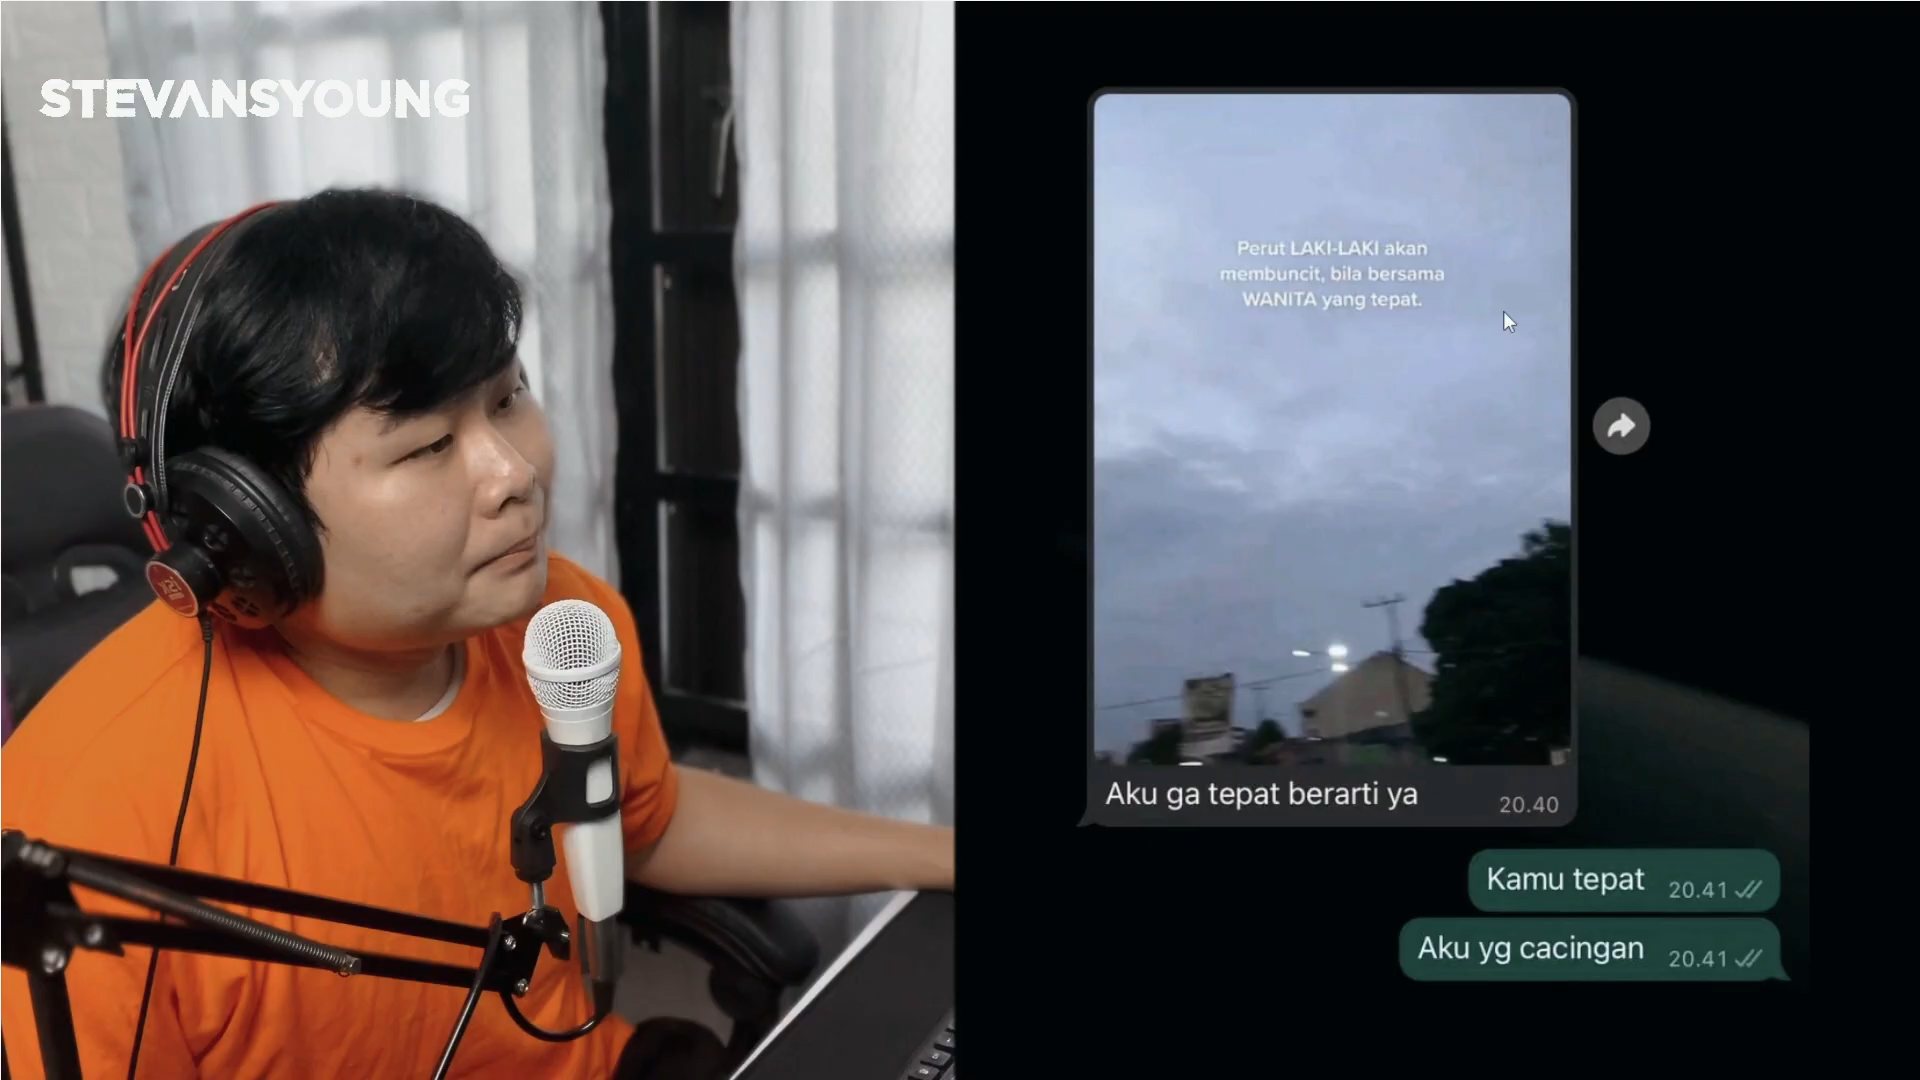 STEVANSYOUNG
Perut LAKI-LAKI akan
membuncit, bila bersama
WANITA yang tepat.
Aku ga tepat berarti ya
20.40
Kamu tepat 20.41
Aku yg cacingan 20.41